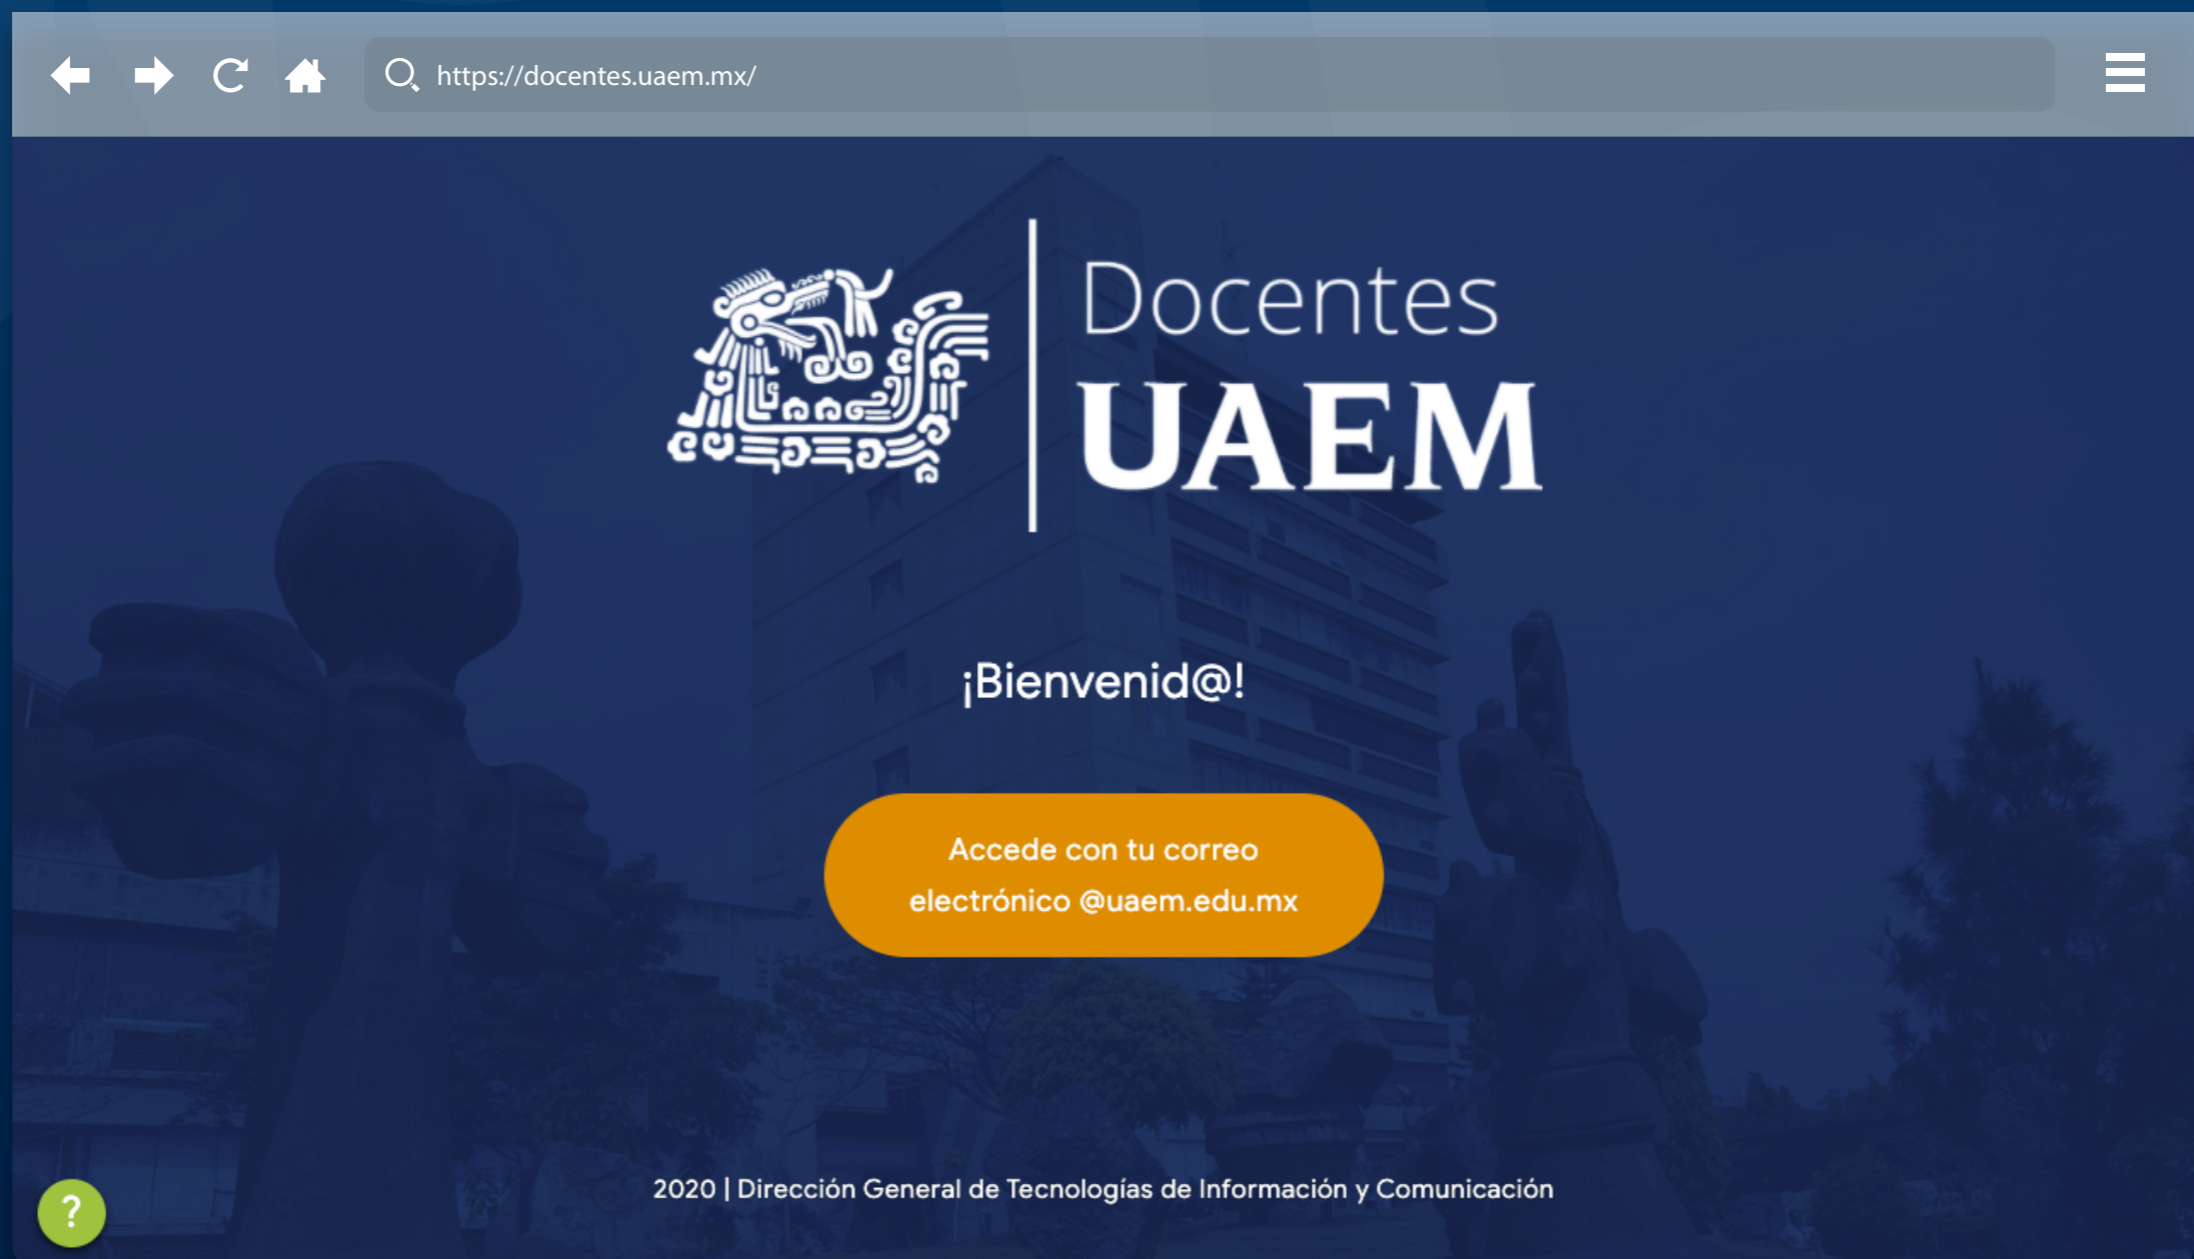 https://docentes.uaem.mx/
Docentes
UAEM
¡Bienvenid@!
Accede con tu correo
electrónico @uaem.edu.mx
2020 | Dirección General de Tecnologías de Información y Comunicación
?